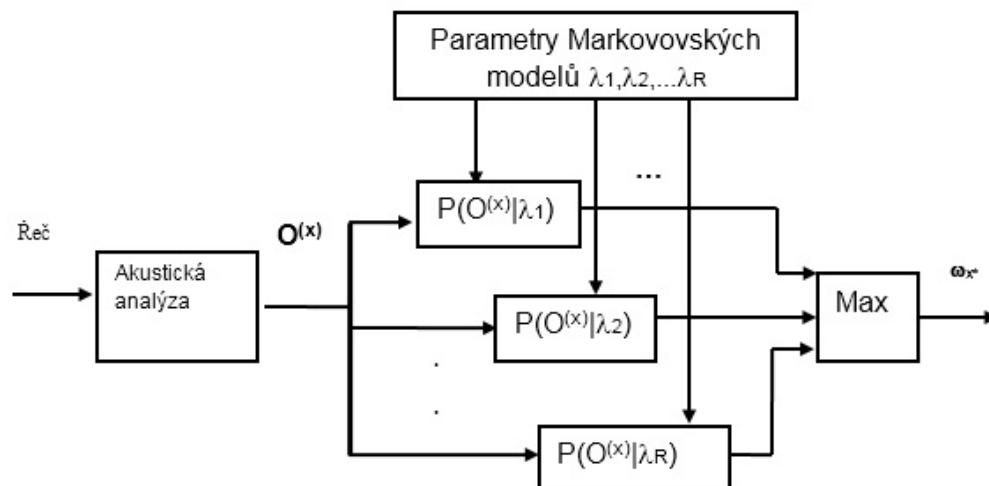 Parametry Markovovských
modelů λ1,λ2,...λR
...
P(O(x)|λ1)
Řeč
O(x)
Akustická
analýza
ωx*
Max
P(O(x)|λ2)
.
.
P(O(x)|λR)